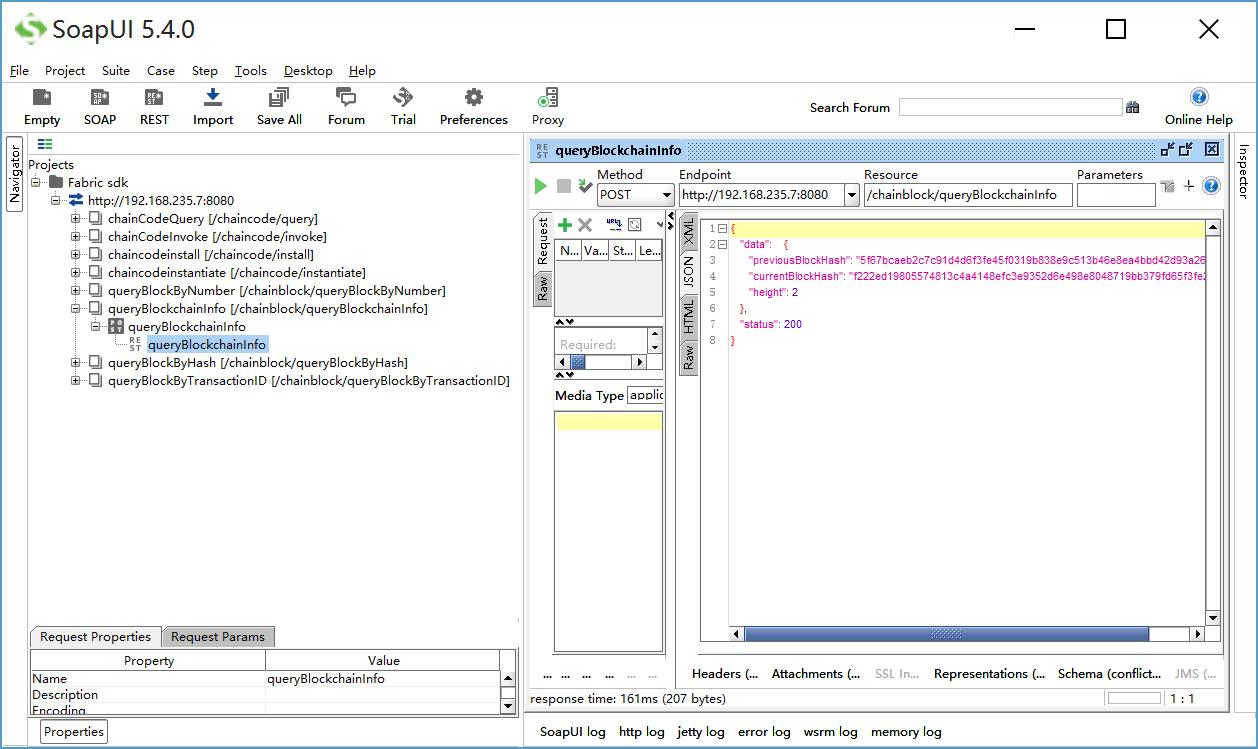 SoapUI 5.4.0
File Project Suite Case Step Tools Desktop Help
Empty SOAP REST Import Save All Forum Trial Preferences Proxy Search Forum Online Help
Navigator
Projects
Fabric sdk
http://192.168.235.7:8080
chainCodeQuery [/chaincode/query]
chainCodeInvoke [/chaincode/invoke]
chaincodeinstall [/chaincode/install]
chaincodeinstantiate [/chaincode/instantiate]
queryBlockByNumber [/chainblock/queryBlockByNumber]
queryBlockchainInfo [/chainblock/queryBlockchainInfo]
queryBlockchainInfo
queryBlockchainInfo
queryBlockByHash [/chainblock/queryBlockByHash]
queryBlockByTransactionID [/chainblock/queryBlockByTransactionID]
Request Properties Request Params
Property Value
Name queryBlockchainInfo
Description
Encoding
Properties
REST queryBlockchainInfo
Method Endpoint Resource Parameters
POST http://192.168.235.7:8080 /chainblock/queryBlockchainInfo
Request
Raw
N... Va... St... Le...
Required:
Media Type applic
XML
JSON
HTML
Raw
1 {
2 "data": {
3 "previousBlockHash": "5f67bcaeb2c7c91d4d6f3fe45f0319b838e9c513b46e8ea4bbd42d93a26
4 "currentBlockHash": "f222ed19805574813c4a4148efc3e9352d6e498e8048719bb379fd65f3fe2
5 "height": 2
6 },
7 "status": 200
8 }
... ... ... ... ... ...
Headers (... Attachments (... SSL In... Representations (... Schema (conflict... JMS (...
response time: 161ms (207 bytes) 1 : 1
SoapUI log http log jetty log error log wsrm log memory log
Inspector